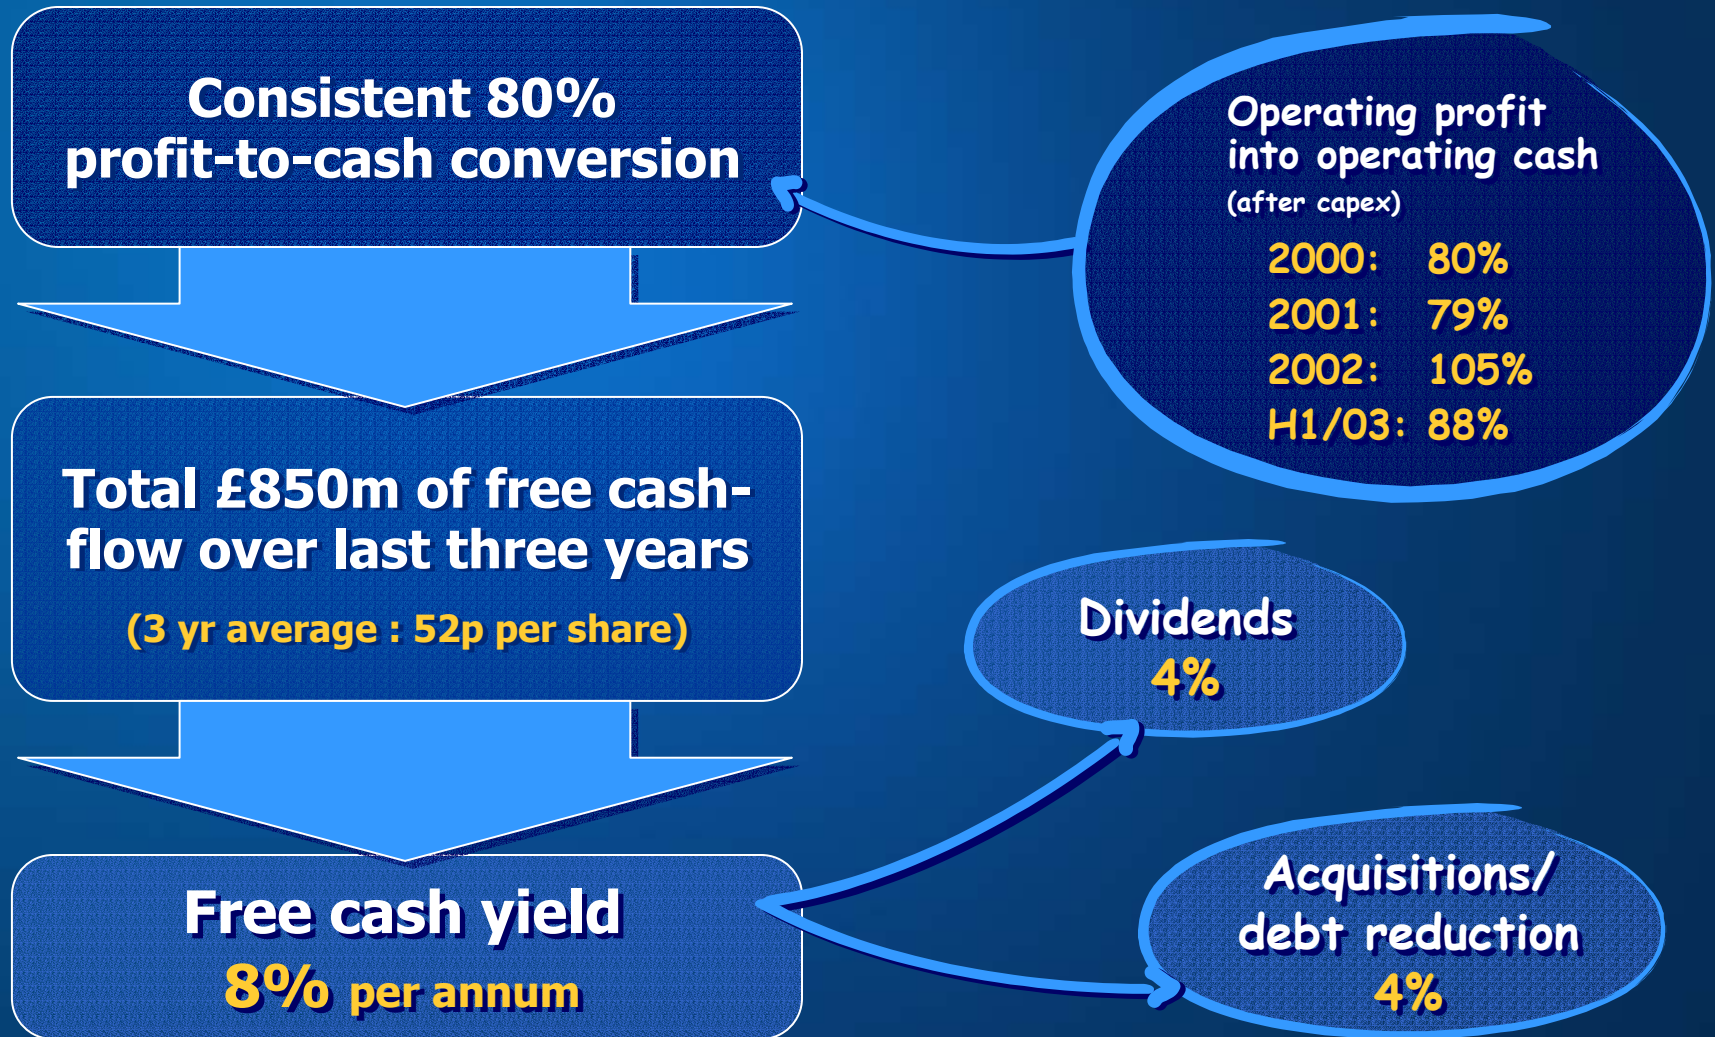 Consistent 80%
profit-to-cash conversion
Operating profit
into operating cash
(after capex)
2000: 80%
2001: 79%
2002: 105%
H1/03: 88%
Total £850m of free cash-
flow over last three years
(3 yr average : 52p per share)
Dividends
4%
Free cash yield
8% per annum
Acquisitions/
debt reduction
4%